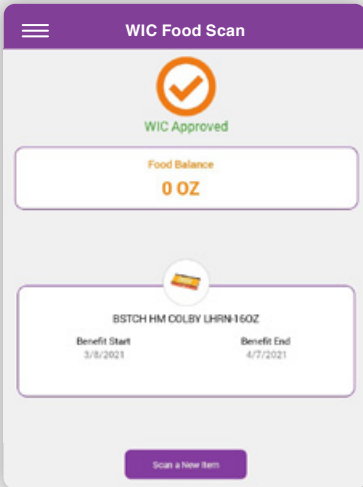 WIC Food Scan
WIC Approved
Food Balance
0 OZ
BSTCH HM COLBY LHRN-16OZ
Benefit Start Benefit End
3/8/2021 4/7/2021
Scan a New Item